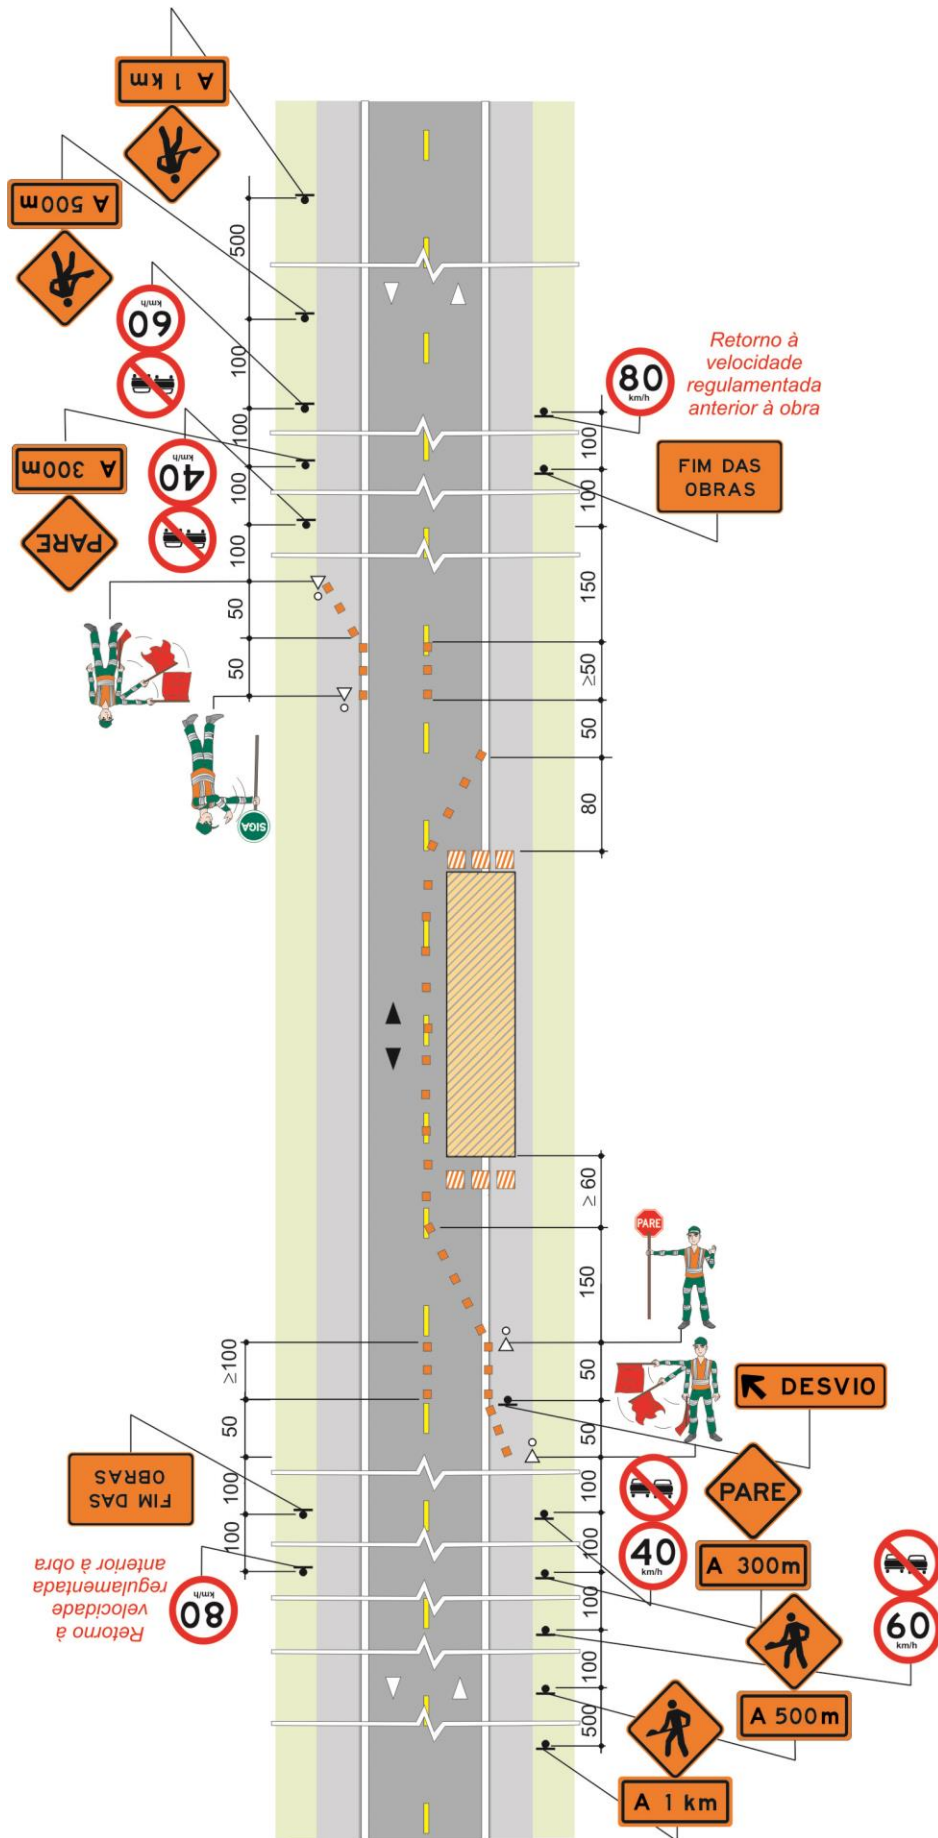 A 1 km
A 500m
500
60
km/h
100
100
A 300m
PARE
40
km/h
100
100
50
50
SIGA
80
km/h
Retorno à
velocidade
regulamentada
anterior à obra
FIM DAS
OBRAS
100
100
150
≥50
50
80
≥ 60
150
50
50
100
100
100
100
500
PARE
DESVIO
PARE
A 300m
40
km/h
60
km/h
A 500m
A 1 km
≥100
50
100
100
FIM DAS
OBRAS
80
km/h
Retorno à
velocidade
regulamentada
anterior à obra